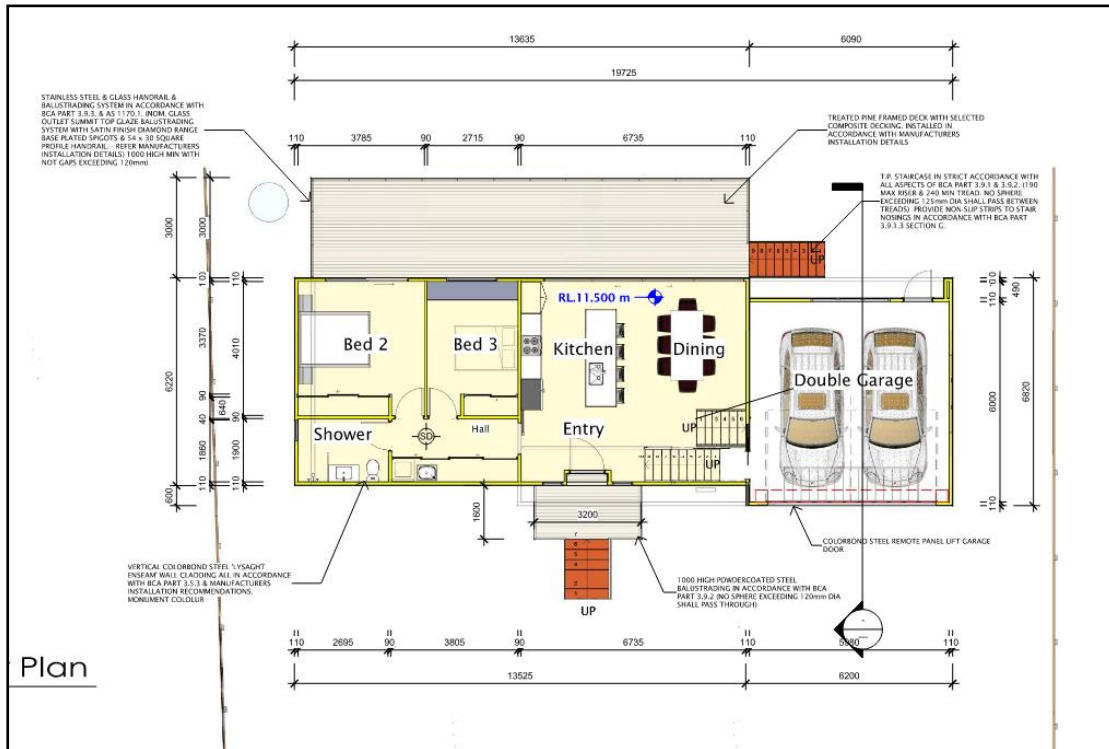 13635
6090
19725
STAINLESS STEEL & GLASS HANDRAIL &
BALUSTRADING SYSTEM IN ACCORDANCE WITH
BCA PART 3.9.3. & AS 1170.1. (NOM. GLASS
OUTLET SUMMIT TOP GLAZE BALUSTRADING
SYSTEM WITH SATIN FINISH DIAMOND RANGE
BASE PLATED SPIGOTS & 54 x 30 SQUARE
PROFILE HANDRAIL. - REFER MANUFACTURERS
INSTALLATION DETAILS) 1000 HIGH MIN WITH
NOT GAPS EXCEEDING 120mm)
110 3785 90 2715 90 6735 110
TREATED PINE FRAMED DECK WITH SELECTED
COMPOSITE DECKING. INSTALLED IN
ACCORDANCE WITH MANUFACTURERS
INSTALLATION DETAILS
T.P. STAIRCASE IN STRICT ACCORDANCE WITH
ALL ASPECTS OF BCA PART 3.9.1 & 3.9.2. (190
MAX RISER & 240 MIN TREAD. NO SPHERE
EXCEEDING 125mm DIA SHALL PASS BETWEEN
TREADS). PROVIDE NON-SLIP STRIPS TO STAIR
NOSINGS IN ACCORDANCE WITH BCA PART
3.9.1.3 SECTION G.
3000
3000
UP
RL.11.500 m
110
490
110
3370
4010
6220
Bed 2
Bed 3
Kitchen
Dining
Double Garage
6000
6820
90
640
40
90
Shower
SD
Hall
Entry
UP
UP
1860
1900
110
110
600
110
1600
3200
7
6
5
4
2
1
UP
COLORBOND STEEL REMOTE PANEL LIFT GARAGE
DOOR
VERTICAL COLORBOND STEEL 'LYSAGHT
ENSEAM' WALL CLADDING ALL IN ACCORDANCE
WITH BCA PART 3.5.3 & MANUFACTURERS
INSTALLATION RECOMMENDATIONS.
MONUMENT COLOLUR
1000 HIGH POWDERCOATED STEEL
BALUSTRADING IN ACCORDANCE WITH BCA
PART 3.9.2 (NO SPHERE EXCEEDING 120mm DIA
SHALL PASS THROUGH)
110 2695 90 3805 90 6735 110 5980 110
13525
6200
Plan